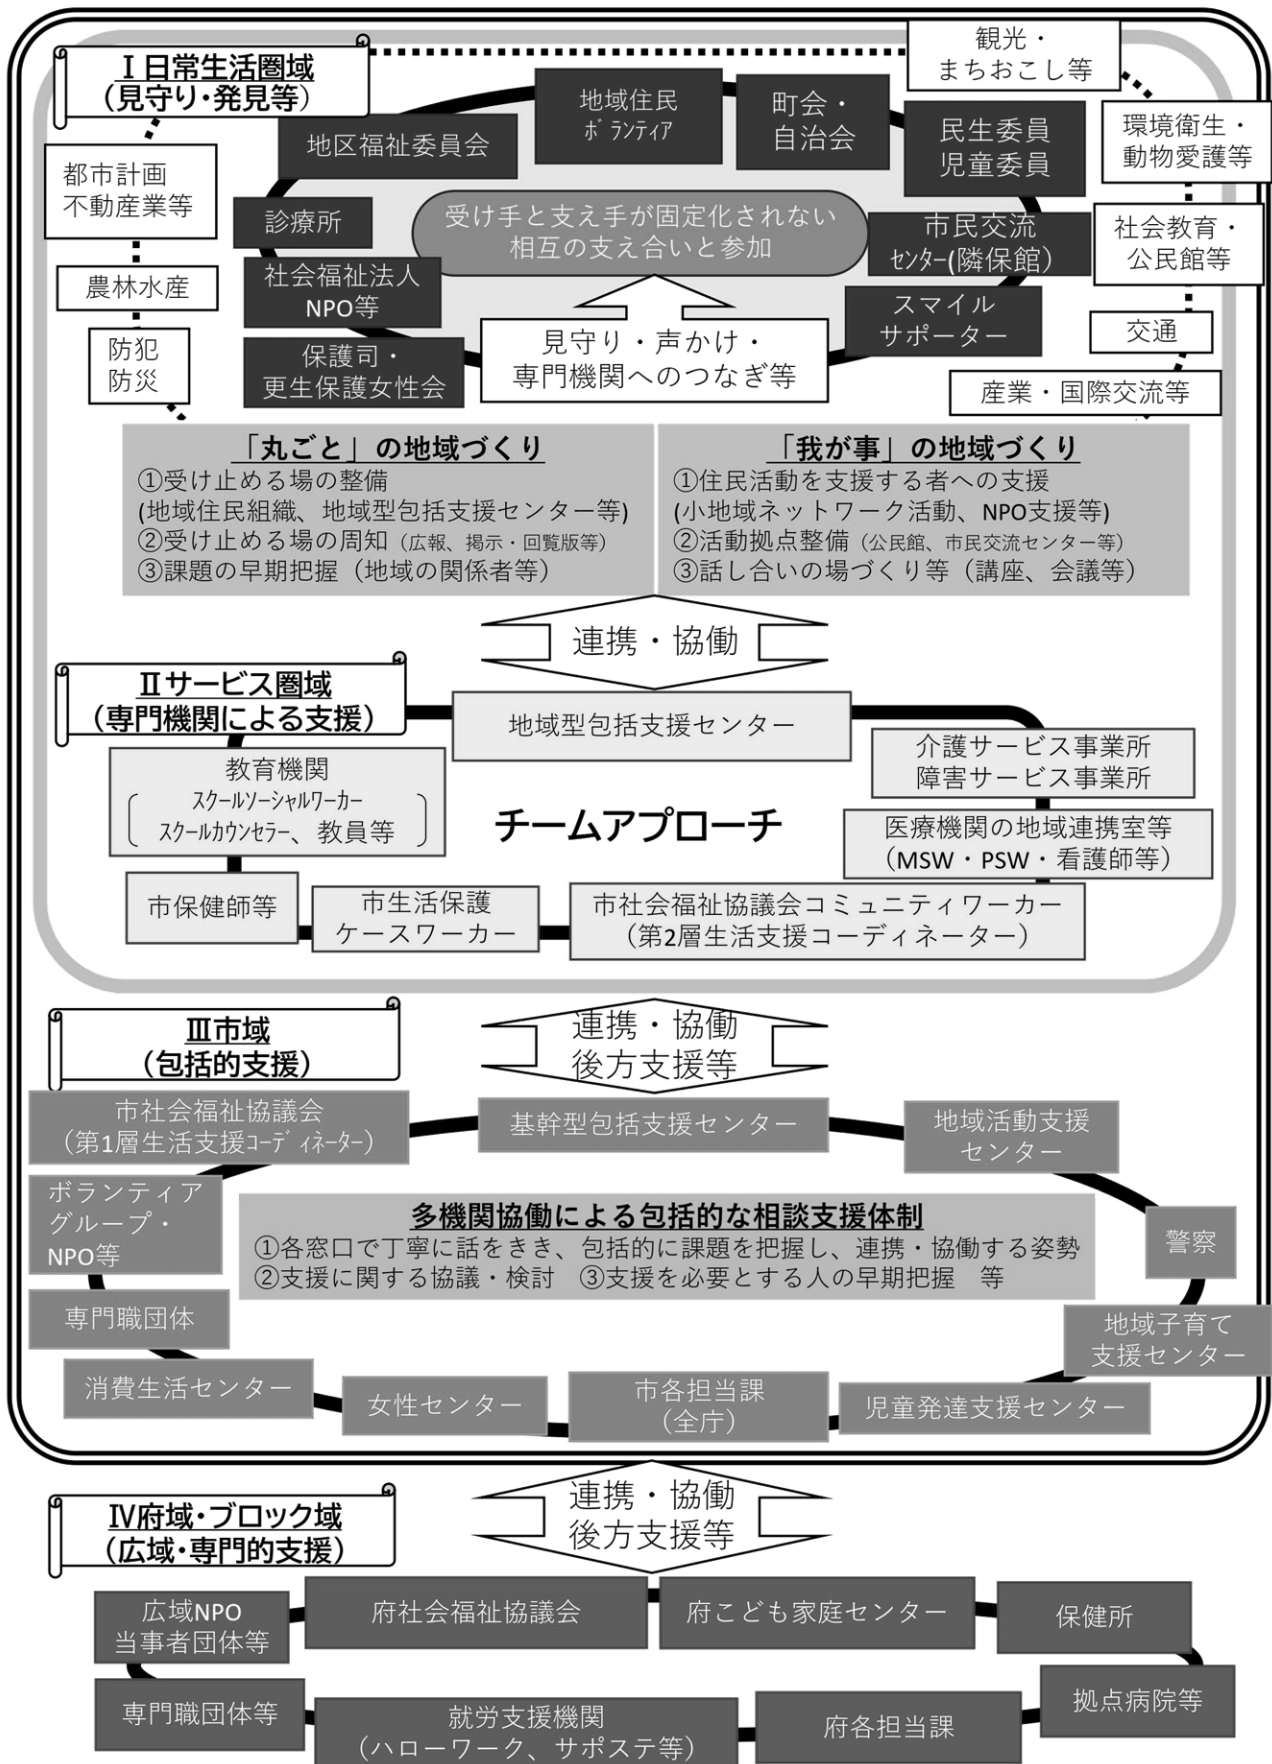 Ⅰ日常生活圏域
（見守り・発見等）
観光・
まちおこし等
地域住民
ボランティア
町会・
自治会
地区福祉委員会
民生委員
児童委員
環境衛生・
動物愛護等
都市計画
不動産業等
診療所
受け手と支え手が固定化されない
相互の支え合いと参加
市民交流
センター(隣保館）
社会教育・
公民館等
農林水産
社会福祉法人
NPO等
スマイル
サポーター
交通
防犯
防災
保護司・
更生保護女性会
見守り・声かけ・
専門機関へのつなぎ等
産業・国際交流等
「丸ごと」の地域づくり
①受け止める場の整備
(地域住民組織、地域型包括支援センター等)
②受け止める場の周知（広報、掲示・回覧版等）
③課題の早期把握（地域の関係者等）
「我が事」の地域づくり
①住民活動を支援する者への支援
(小地域ネットワーク活動、NPO支援等)
②活動拠点整備（公民館、市民交流センター等）
③話し合いの場づくり等（講座、会議等）
連携・協働
Ⅱサービス圏域
（専門機関による支援）
地域型包括支援センター
介護サービス事業所
障害サービス事業所
教育機関
スクールソーシャルワーカー
スクールカウンセラー、教員等
チームアプローチ
医療機関の地域連携室等
（MSW・PSW・看護師等）
市保健師等
市生活保護
ケースワーカー
市社会福祉協議会コミュニティワーカー
（第2層生活支援コーディネーター）
Ⅲ市域
（包括的支援）
連携・協働
後方支援等
市社会福祉協議会
（第1層生活支援コーディネーター）
基幹型包括支援センター
地域活動支援
センター
ボランティア
グループ・
NPO等
多機関協働による包括的な相談支援体制
①各窓口で丁寧に話をきき、包括的に課題を把握し、連携・協働する姿勢
②支援に関する協議・検討　③支援を必要とする人の早期把握　等
警察
専門職団体
地域子育て
支援センター
消費生活センター
女性センター
市各担当課
（全庁）
児童発達支援センター
Ⅳ府域・ブロック域
（広域・専門的支援）
連携・協働
後方支援等
広域NPO
当事者団体等
府社会福祉協議会
府こども家庭センター
保健所
専門職団体等
就労支援機関
（ハローワーク、サポステ等）
府各担当課
拠点病院等